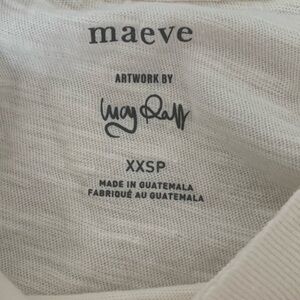 maeve
ARTWORK BY
XXSP
MADE IN GUATEMALA
FABRIQUÉ AU GUATEMALA